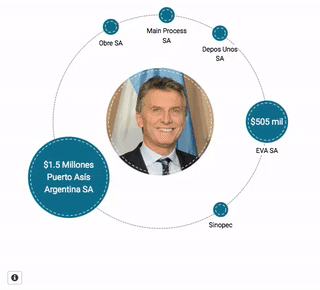 Main Process
SA
Obre SA
Depos Unos
SA
$505 mil
EVA SA
$1.5 Millones
Puerto Asís
Argentina SA
Sinopec